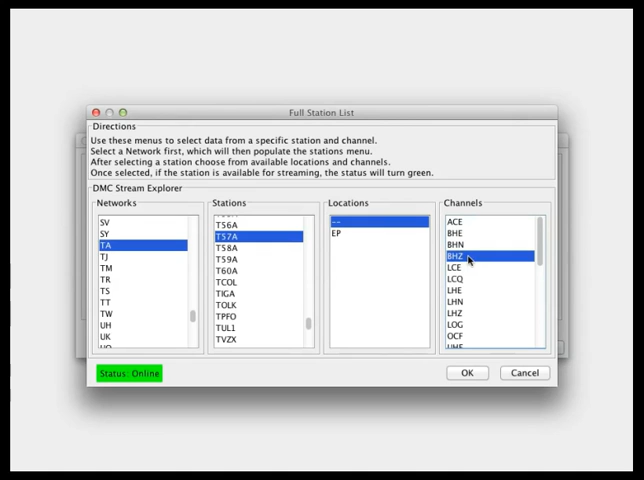 Full Station List
Directions
Use these menus to select data from a specific station and channel.
Select a Network first, which will then populate the stations menu.
After selecting a station choose from available locations and channels.
Once selected, if the station is available for streaming, the status will turn green.
DMC Stream Explorer
Networks
SV
SY
TA
TJ
TM
TR
TS
TT
TW
UH
UK
Stations
T56A
T57A
T58A
T59A
T60A
TCOL
TIGA
TOLK
TPFO
TUL1
TVZX
Locations
--
EP
Channels
ACE
BHE
BHN
BHZ
LCE
LCQ
LHE
LHN
LHZ
LOG
OCF
Status: Online
OK
Cancel